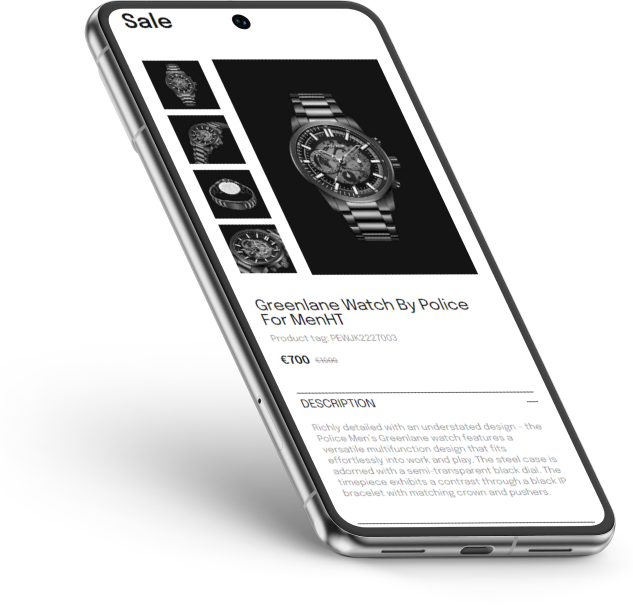 Sale
Greenlane Watch By Police
For MenHT
Product tag: PEWJK2227003
€700 €1000
DESCRIPTION
Richly detailed with an understated design - the
Police Men's Greenlane watch features a
versatile multifunction design that fits
effortlessly into work and play. The steel case is
adorned with a semi-transparent black dial. The
timepiece exhibits a contrast through a black IP
bracelet with matching crown and pushers.